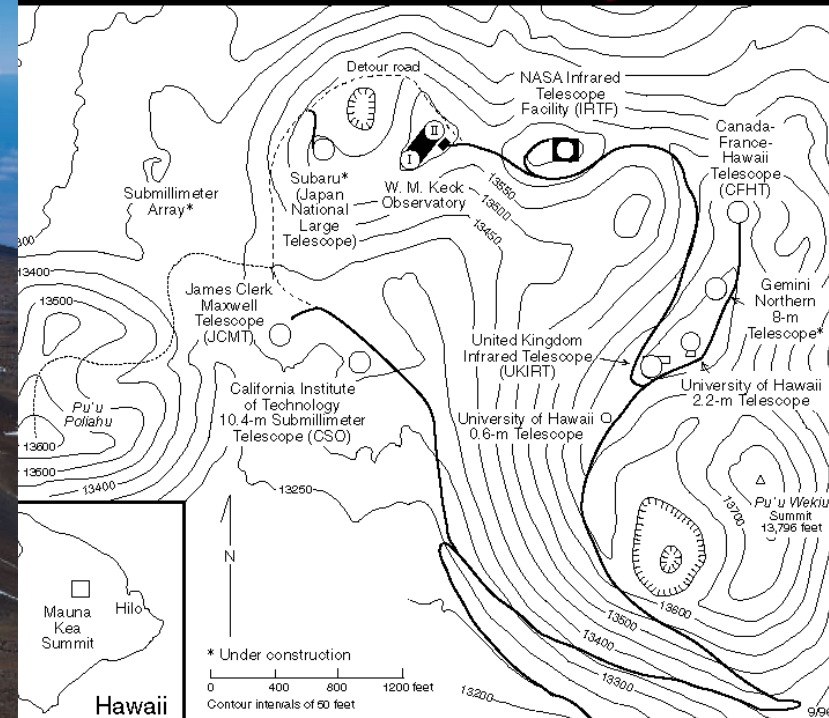 Detour road
NASA Infrared
Telescope
Facility (IRTF)
Canada-
France-
Hawaii
Telescope
(CFHT)
II
I
Subaru*
(Japan
National
Large
Telescope)
W. M. Keck
Observatory
Submillimeter
Array*
13550
13500
13450
13400
13500
James Clerk
Maxwell
Telescope
(JCMT)
Gemini
Northern
8-m
Telescope*
United Kingdom
Infrared Telescope
(UKIRT)
California Institute
of Technology
10.4-m Submillimeter
Telescope (CSO)
University of Hawaii
2.2-m Telescope
University of Hawaii
0.6-m Telescope
Pu'u
Poliahu
13600
13500
13400
13250
13700
Pu'u Wekiu
Summit
13,796 feet
N
Mauna
Kea
Summit
Hilo
Hawaii
13600
13500
13400
13300
13200
* Under construction
0 400 800 1200 feet
Contour intervals of 50 feet
9/96